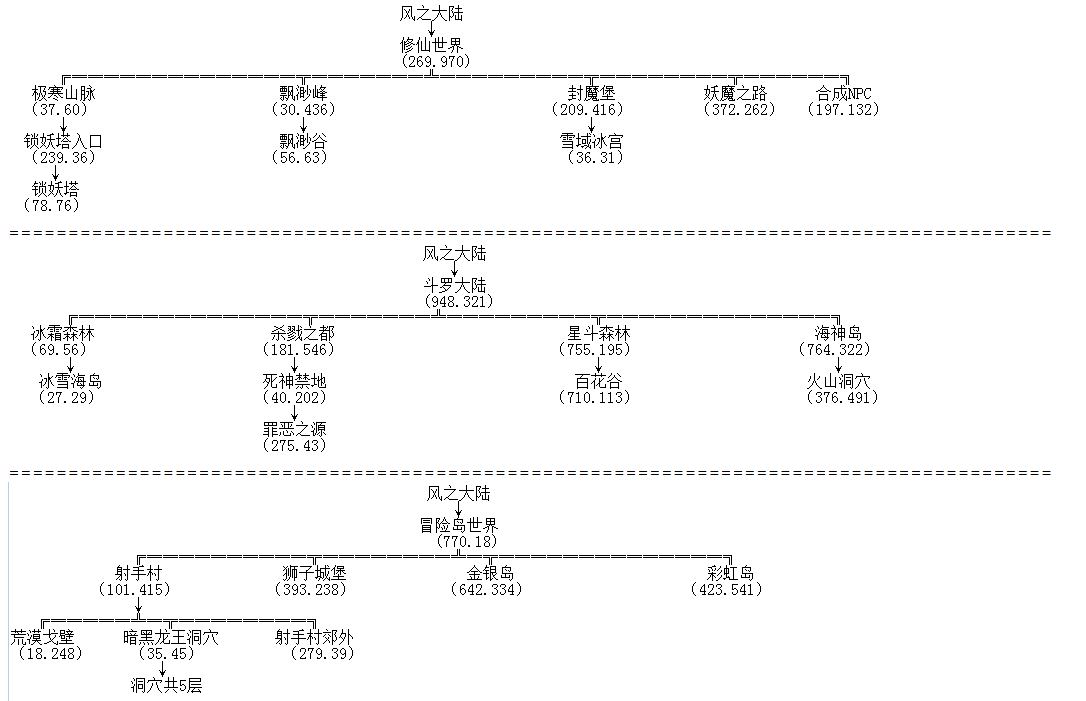 风之大陆
修仙世界
(269.970)
极寒山脉 飘渺峰 封魔堡 妖魔之路 合成NPC
(37.60) (30.436) (209.416) (372.262) (197.132)
锁妖塔入口 飘渺谷 雪域冰宫
(239.36) (56.63) (36.31)
锁妖塔
(78.76)
风之大陆
斗罗大陆
(948.321)
冰霜森林 杀戮之都 星斗森林 海神岛
(69.56) (181.546) (755.195) (764.322)
冰雪海岛 死神禁地 百花谷 火山洞穴
(27.29) (40.202) (710.113) (376.491)
罪恶之源
(275.43)
风之大陆
冒险岛世界
(770.18)
射手村 狮子城堡 金银岛 彩虹岛
(101.415) (393.238) (642.334) (423.541)
荒漠戈壁 暗黑龙王洞穴 射手村郊外
(18.248) (35.45) (279.39)
洞穴共5层